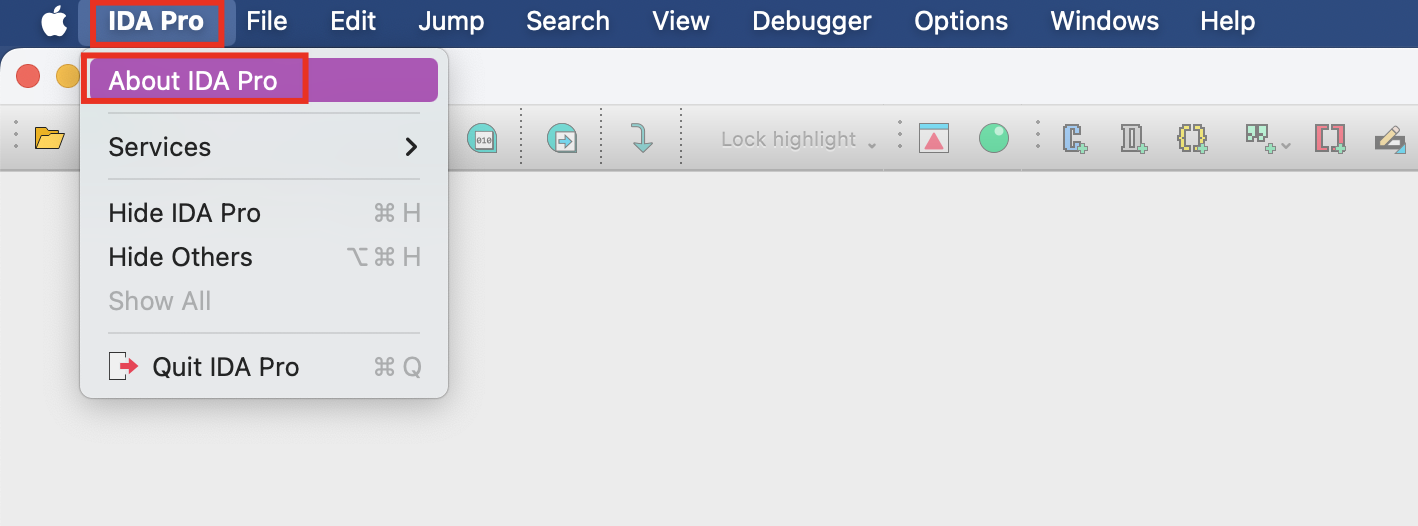 IDA Pro File Edit Jump Search View Debugger Options Windows Help
About IDA Pro
010 Lock highlight
Services
Hide IDA Pro ⌘ H
Hide Others ⌥ ⌘ H
Show All
Quit IDA Pro ⌘ Q